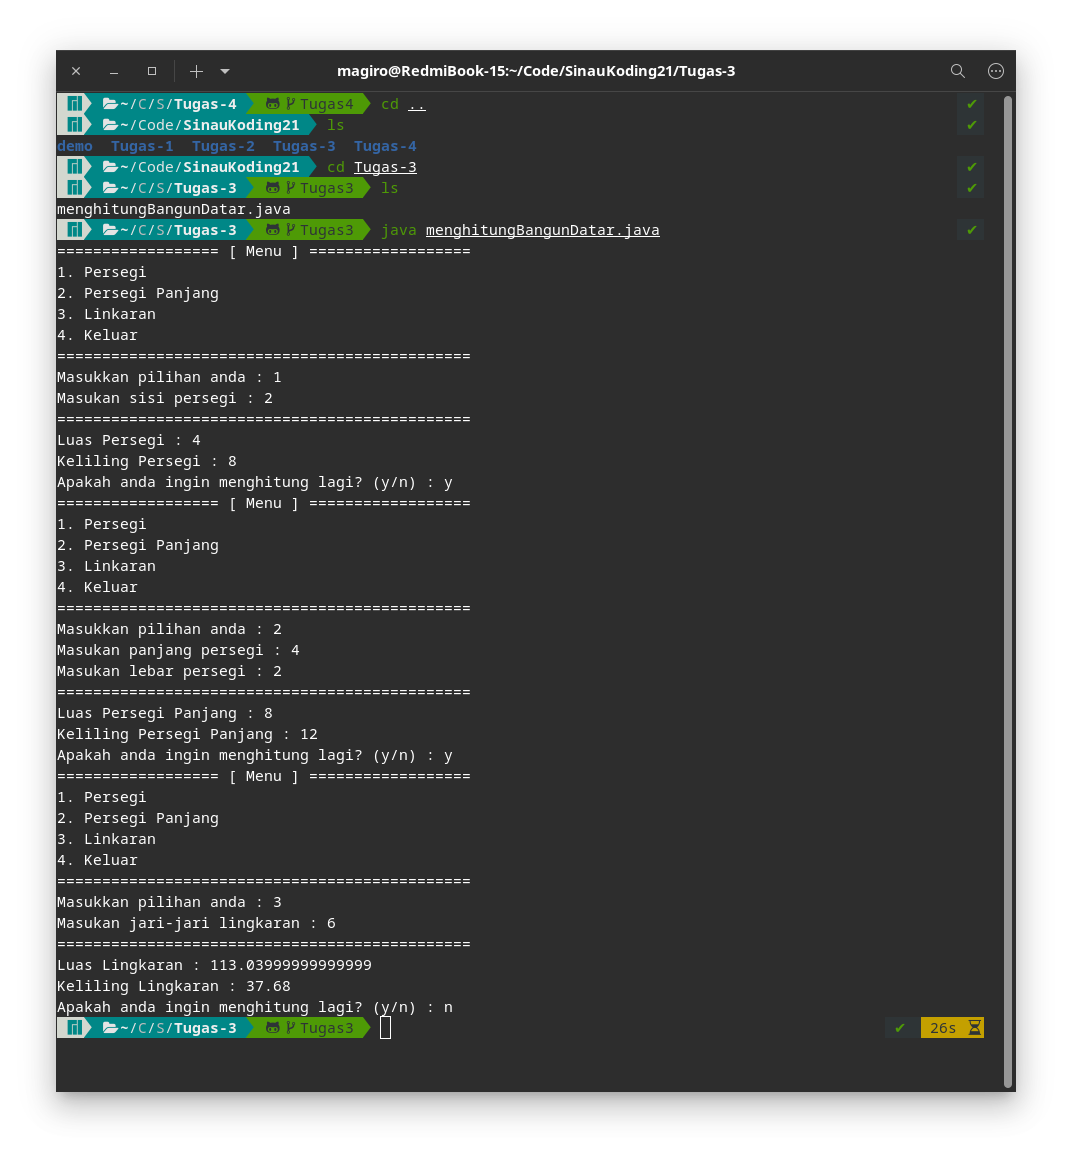 magiro@RedmiBook-15:~/Code/SinauKoding21/Tugas-3
~/C/S/Tugas-4 Tugas4 cd ..
~/Code/SinauKoding21 ls
demo Tugas-1 Tugas-2 Tugas-3 Tugas-4
~/Code/SinauKoding21 cd Tugas-3
~/C/S/Tugas-3 Tugas3 ls
menghitungBangunDatar.java
~/C/S/Tugas-3 Tugas3 java menghitungBangunDatar.java
================== [ Menu ] ==================
1. Persegi
2. Persegi Panjang
3. Linkaran
4. Keluar
==============================================
Masukkan pilihan anda : 1
Masukan sisi persegi : 2
==============================================
Luas Persegi : 4
Keliling Persegi : 8
Apakah anda ingin menghitung lagi? (y/n) : y
================== [ Menu ] ==================
1. Persegi
2. Persegi Panjang
3. Linkaran
4. Keluar
==============================================
Masukkan pilihan anda : 2
Masukan panjang persegi : 4
Masukan lebar persegi : 2
==============================================
Luas Persegi Panjang : 8
Keliling Persegi Panjang : 12
Apakah anda ingin menghitung lagi? (y/n) : y
================== [ Menu ] ==================
1. Persegi
2. Persegi Panjang
3. Linkaran
4. Keluar
==============================================
Masukkan pilihan anda : 3
Masukan jari-jari lingkaran : 6
==============================================
Luas Lingkaran : 113.03999999999999
Keliling Lingkaran : 37.68
Apakah anda ingin menghitung lagi? (y/n) : n
~/C/S/Tugas-3 Tugas3 26s